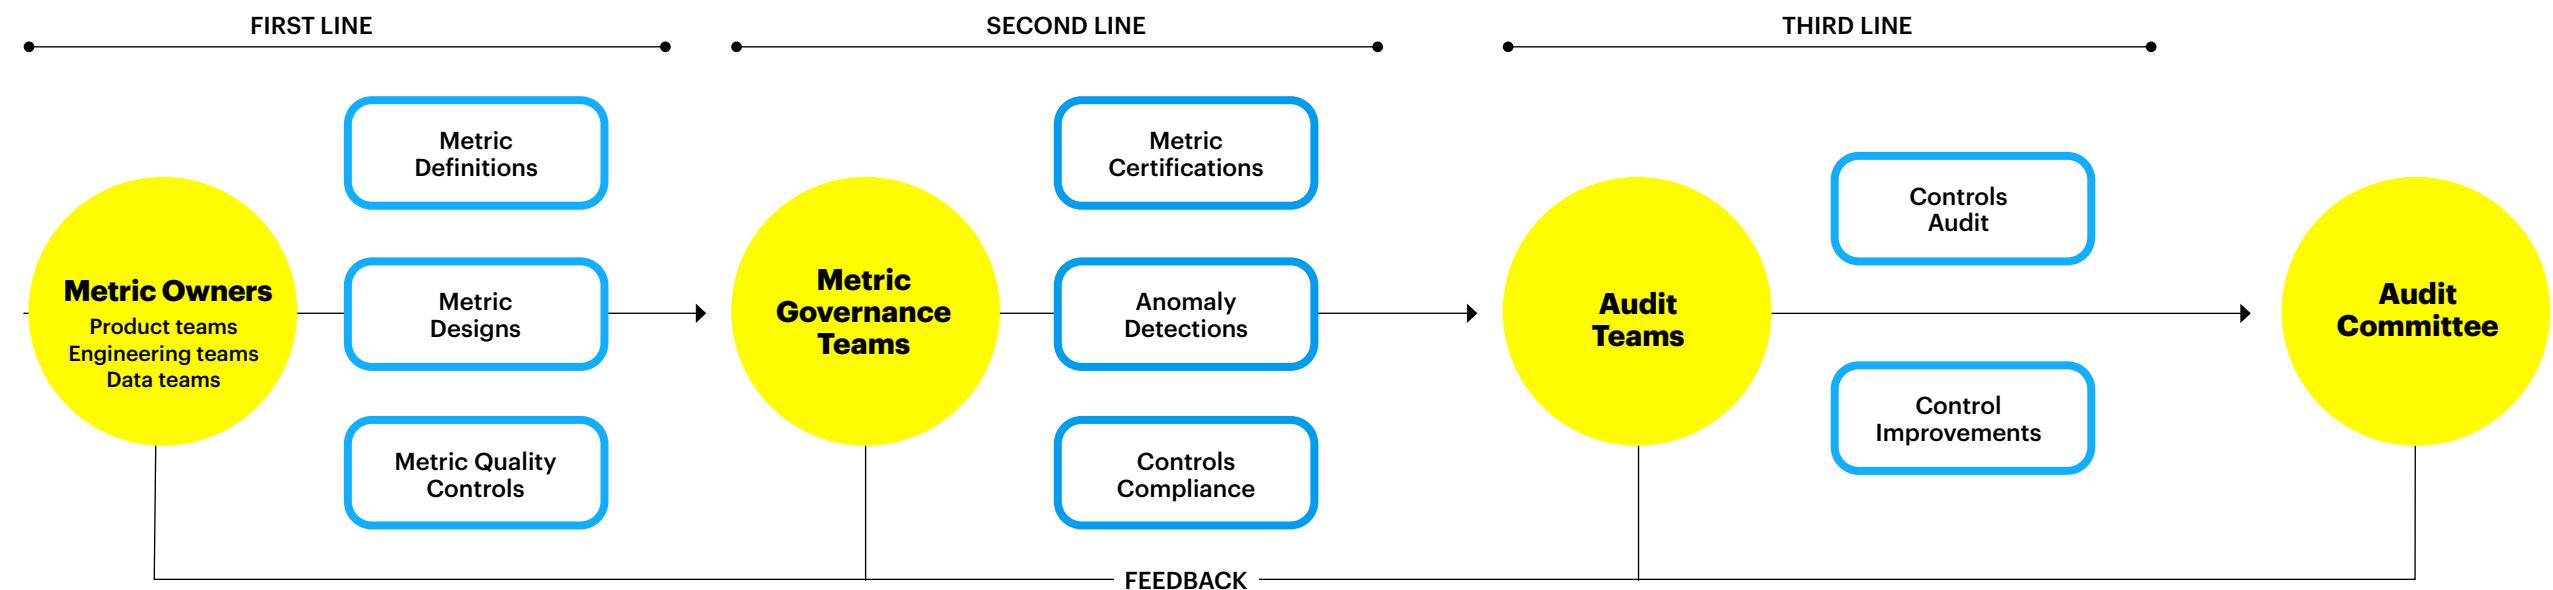 FIRST LINE
SECOND LINE
THIRD LINE
Metric Owners
Product teams
Engineering teams
Data teams
Metric
Definitions
Metric
Designs
Metric Quality
Controls
Metric
Governance
Teams
Metric
Certifications
Anomaly
Detections
Controls
Compliance
Audit
Teams
Controls
Audit
Control
Improvements
Audit
Committee
FEEDBACK